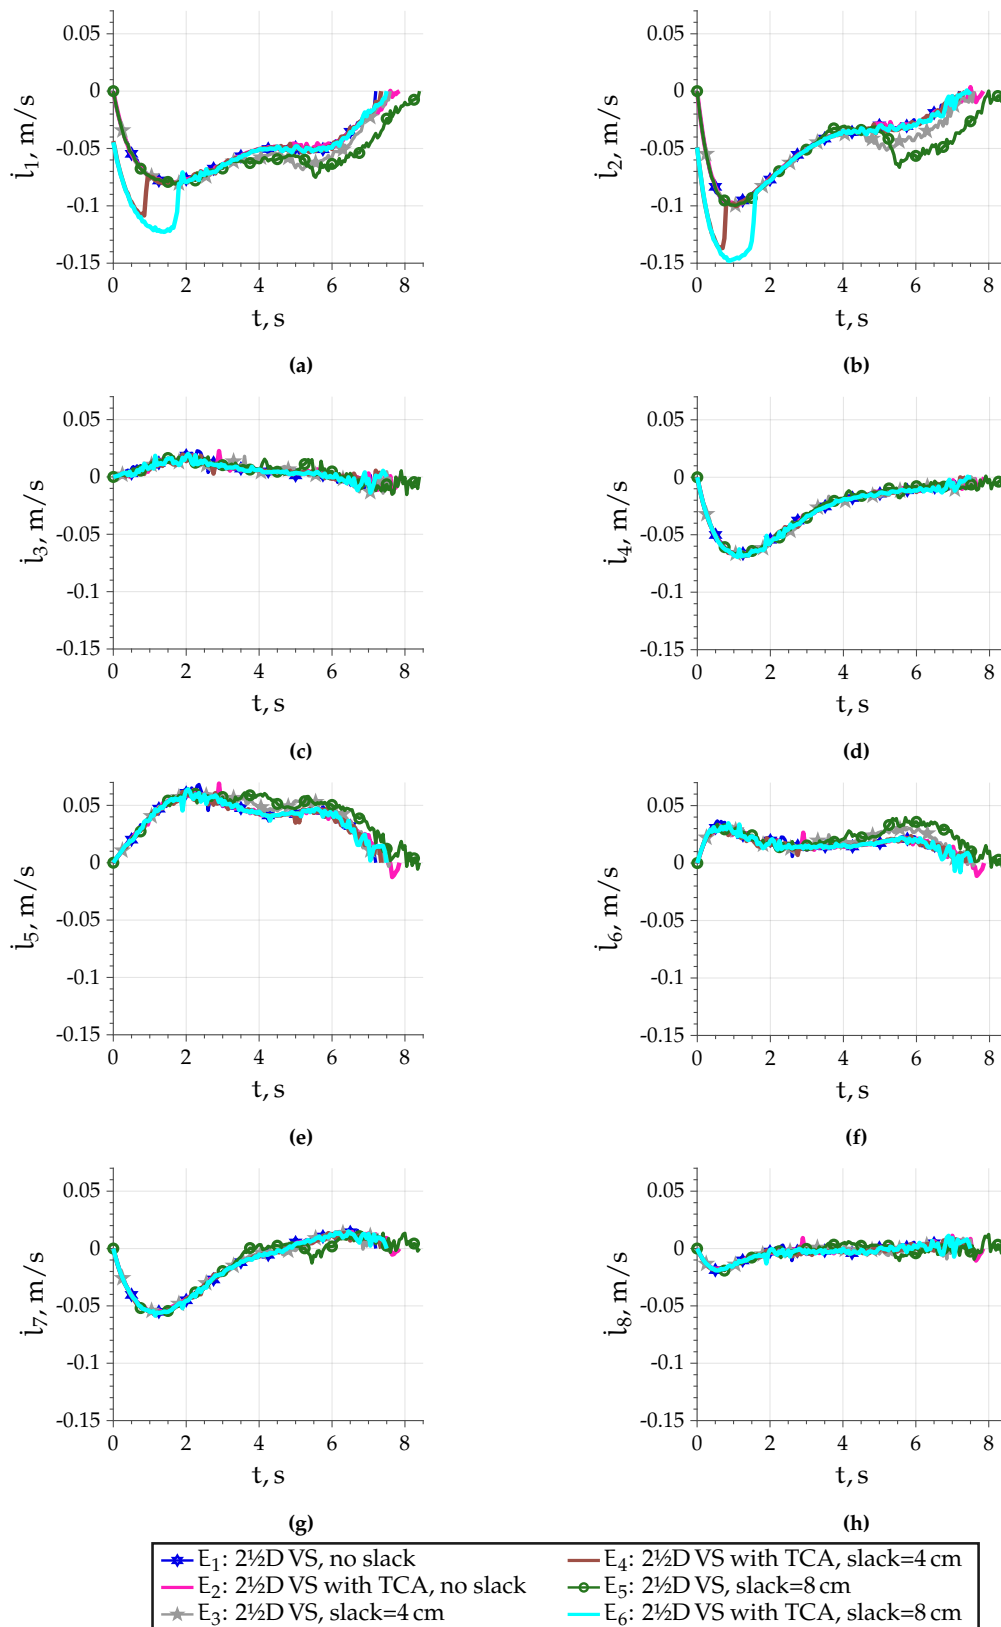 0.05
0
-0.05
-0.1
-0.15
l̇₁, m/s
0 2 4 6 8
t, s
(a)
0.05
0
-0.05
-0.1
-0.15
l̇₂, m/s
0 2 4 6 8
t, s
(b)
0.05
0
-0.05
-0.1
-0.15
l̇₃, m/s
0 2 4 6 8
t, s
(c)
0.05
0
-0.05
-0.1
-0.15
l̇₄, m/s
0 2 4 6 8
t, s
(d)
0.05
0
-0.05
-0.1
-0.15
l̇₅, m/s
0 2 4 6 8
t, s
(e)
0.05
0
-0.05
-0.1
-0.15
l̇₆, m/s
0 2 4 6 8
t, s
(f)
0.05
0
-0.05
-0.1
-0.15
l̇₇, m/s
0 2 4 6 8
t, s
(g)
0.05
0
-0.05
-0.1
-0.15
l̇₈, m/s
0 2 4 6 8
t, s
(h)
E₁: 2½D VS, no slack
E₂: 2½D VS with TCA, no slack
E₃: 2½D VS, slack=4 cm
E₄: 2½D VS with TCA, slack=4 cm
E₅: 2½D VS, slack=8 cm
E₆: 2½D VS with TCA, slack=8 cm